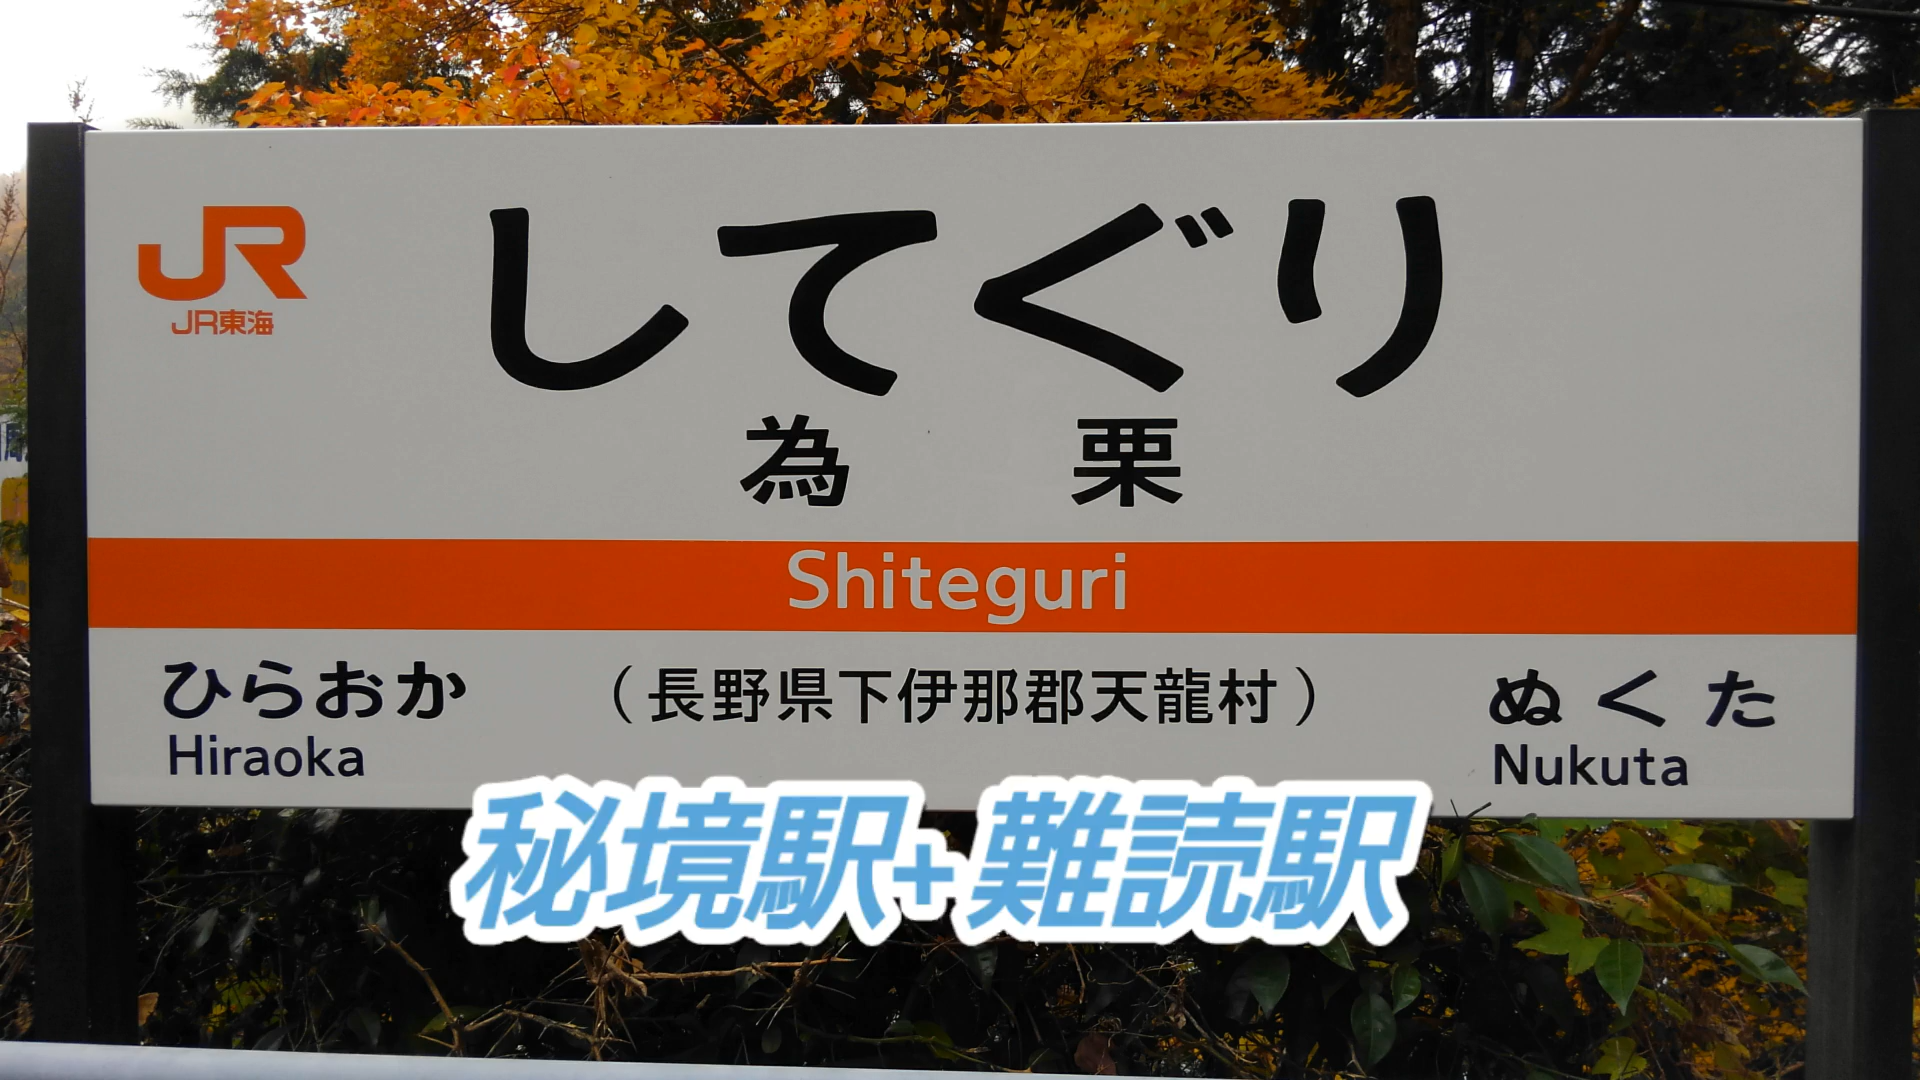 してぐり
JR
JR東海
為栗
Shiteguri
ひらおか
Hiraoka
（長野県下伊那郡天龍村）
ぬくた
Nukuta
秘境駅+難読駅